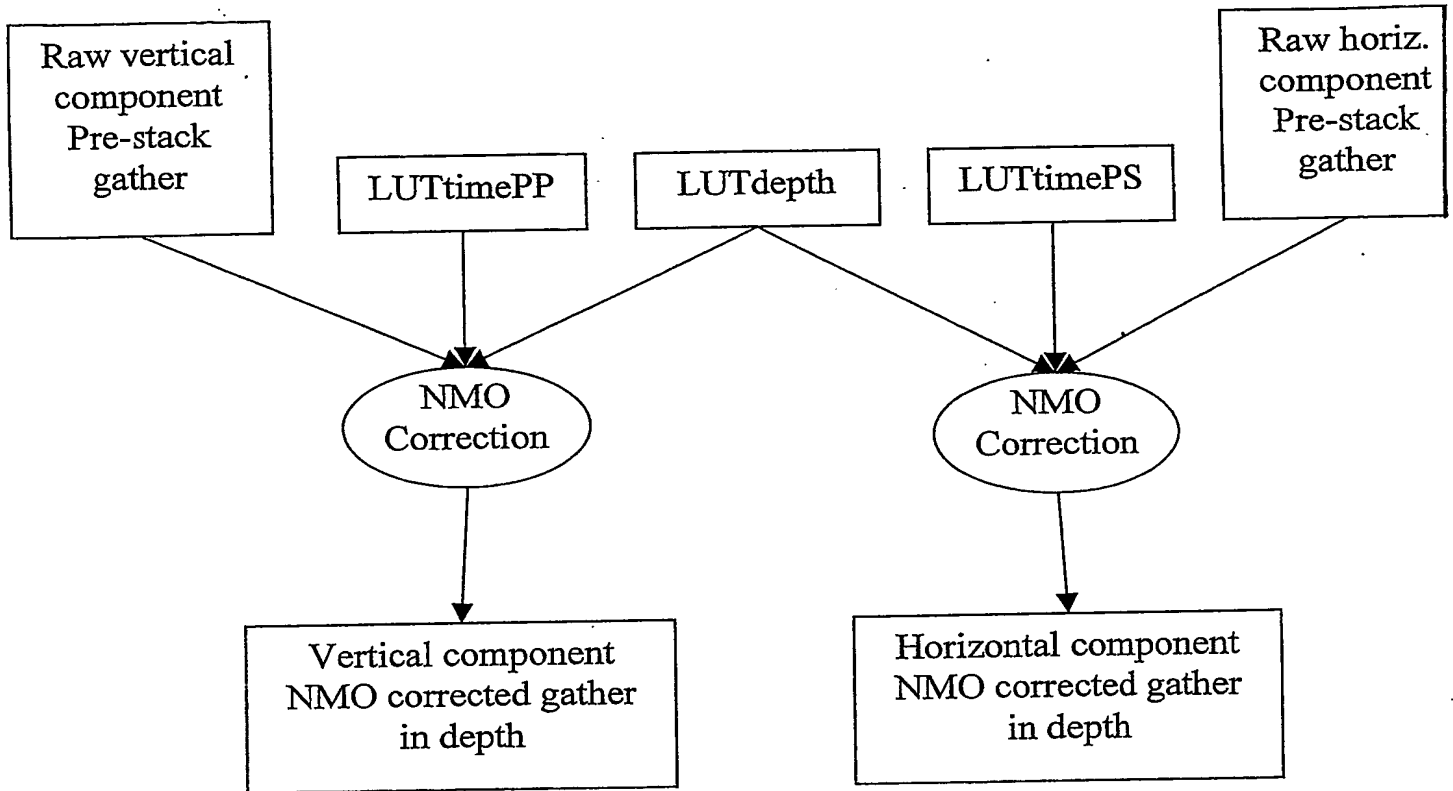 Raw vertical
component
Pre-stack
gather
LUTtimePP
LUTdepth
LUTtimePS
Raw horiz.
component
Pre-stack
gather
NMO
Correction
NMO
Correction
Vertical component
NMO corrected gather
in depth
Horizontal component
NMO corrected gather
in depth